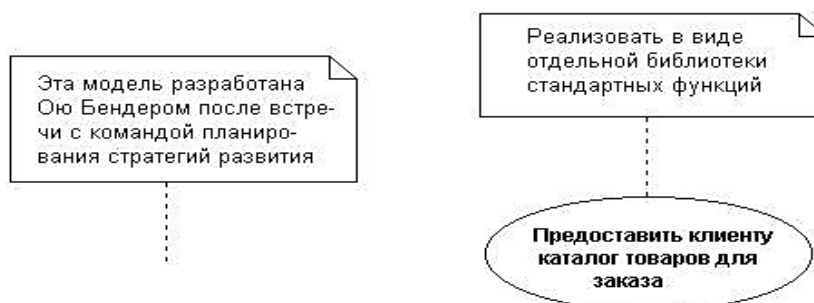 Эта модель разработана
Ою Бендером после встре-
чи с командой планиро-
вания стратегий развития
Реализовать в виде
отдельной библиотеки
стандартных функций
Предоставить клиенту
каталог товаров для
заказа